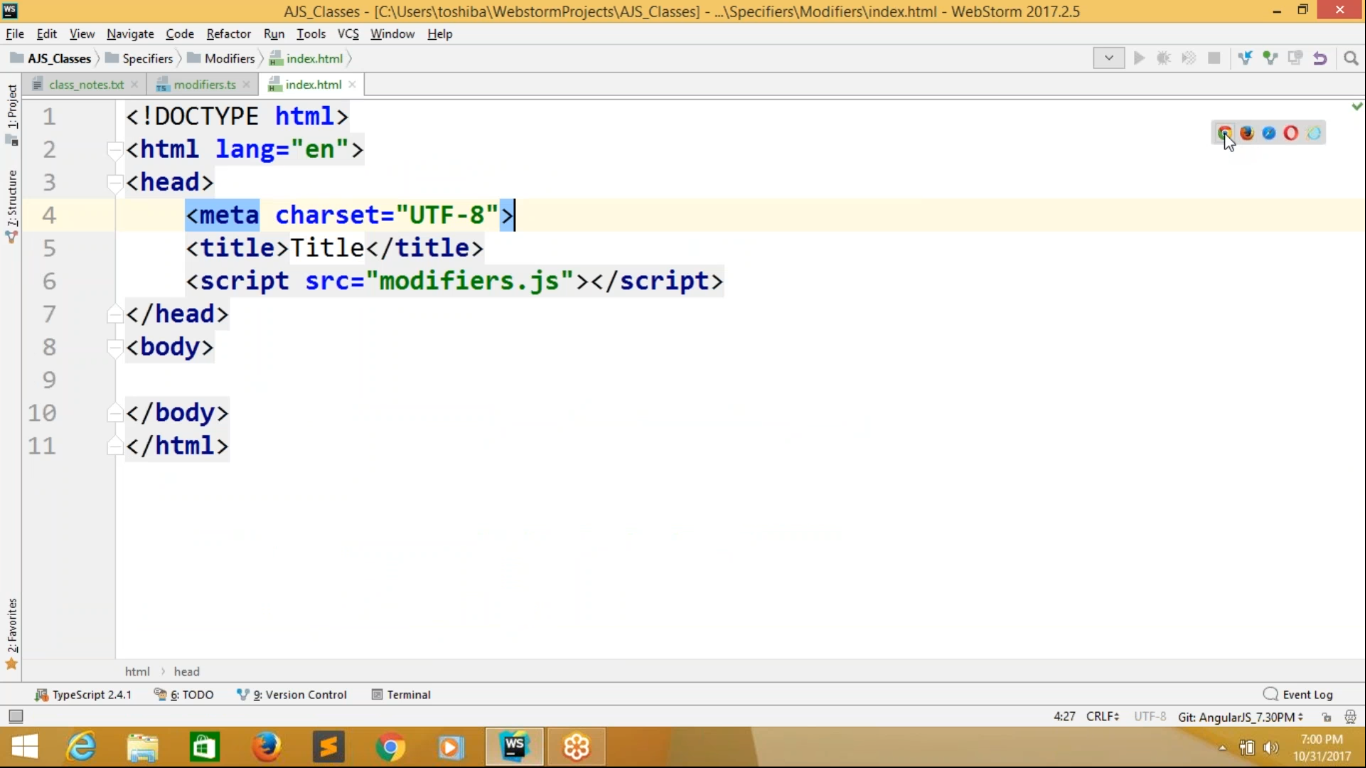 AJS_Classes - [C:\Users\toshiba\WebstormProjects\AJS_Classes] - ...\Specifiers\Modifiers\index.html - WebStorm 2017.2.5
File Edit View Navigate Code Refactor Run Tools VCS Window Help
AJS_Classes Specifiers Modifiers index.html
class_notes.txt modifiers.ts index.html
1: Project
Z: Structure
2: Favorites
1 <!DOCTYPE html>
2 <html lang="en">
3 <head>
4 <meta charset="UTF-8">
5 <title>Title</title>
6 <script src="modifiers.js"></script>
7 </head>
8 <body>
9
10 </body>
11 </html>
html head
TypeScript 2.4.1 6: TODO 9: Version Control Terminal Event Log
4:27 CRLF UTF-8 Git: AngularJS_7.30PM
WS
7:00 PM
10/31/2017